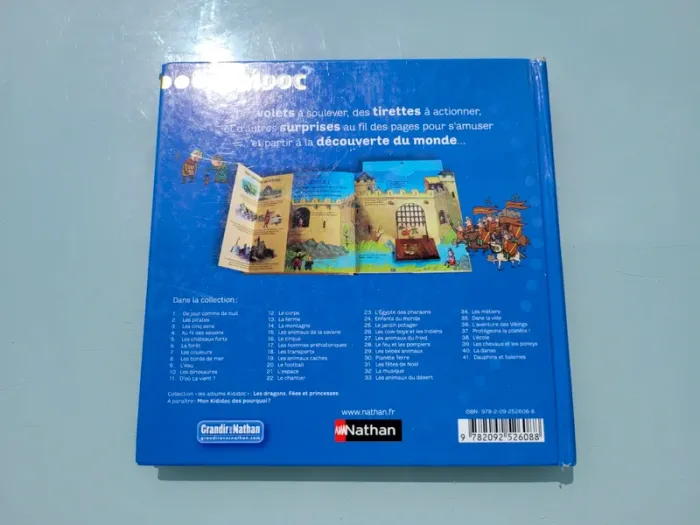 KIDIDOC
volets à soulever, des tirettes à actionner,
et d'autres surprises au fil des pages pour s'amuser
et partir à la découverte du monde...
Dans la collection :
1. De jour comme de nuit
2. Les pirates
3. Les cinq sens
4. Au fil des saisons
5. Les châteaux forts
6. La forêt
7. Les couleurs
8. Les bords de mer
9. L'eau
10. Les dinosaures
11. D'où ça vient ?
12. Le corps
13. La ferme
14. La montagne
15. Les animaux de la savane
16. Le cirque
17. Les hommes préhistoriques
18. Les transports
19. Les animaux cachés
20. Le football
21. L'espace
22. Le chantier
23. L'Égypte des pharaons
24. Enfants du monde
25. Le jardin potager
26. Les cow-boys et les Indiens
27. Les animaux du froid
28. Le feu et les pompiers
29. Les bébés animaux
30. Planète Terre
31. Les fêtes de Noël
32. La musique
33. Les animaux du désert
34. Les métiers
35. Dans la ville
36. L'aventure des Vikings
37. Protégeons la planète !
38. L'école
39. Les chevaux et les poneys
40. La danse
41. Dauphins et baleines
Collection « les albums Kididoc » : Les dragons, Fées et princesses
À paraître : Mon Kididoc des pourquoi ?
www.nathan.fr
Grandir avec Nathan
grandiravecnathan.com
Nathan
ISBN : 978-2-09-252608-8
9 782092 526088